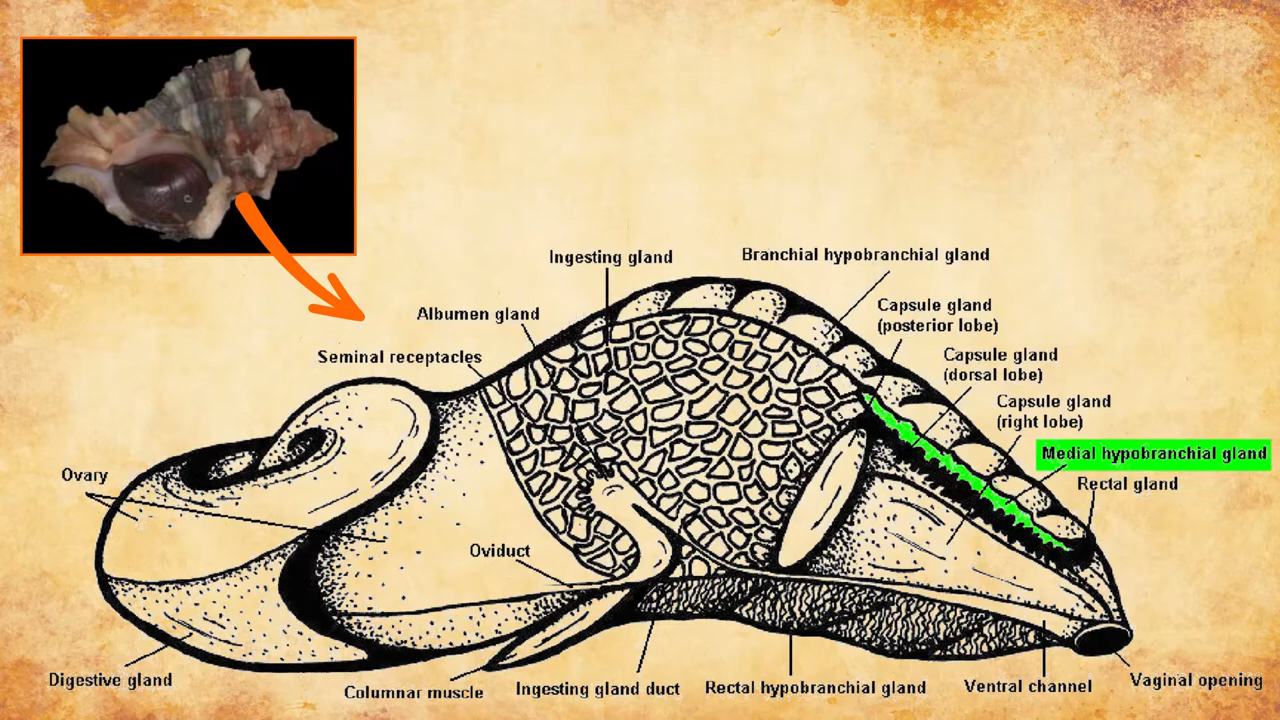 Ingesting gland
Branchial hypobranchial gland
Albumen gland
Capsule gland
(posterior lobe)
Seminal receptacles
Capsule gland
(dorsal lobe)
Capsule gland
(right lobe)
Medial hypobranchial gland
Ovary
Rectal gland
Oviduct
Digestive gland
Columnar muscle
Ingesting gland duct
Rectal hypobranchial gland
Ventral channel
Vaginal opening